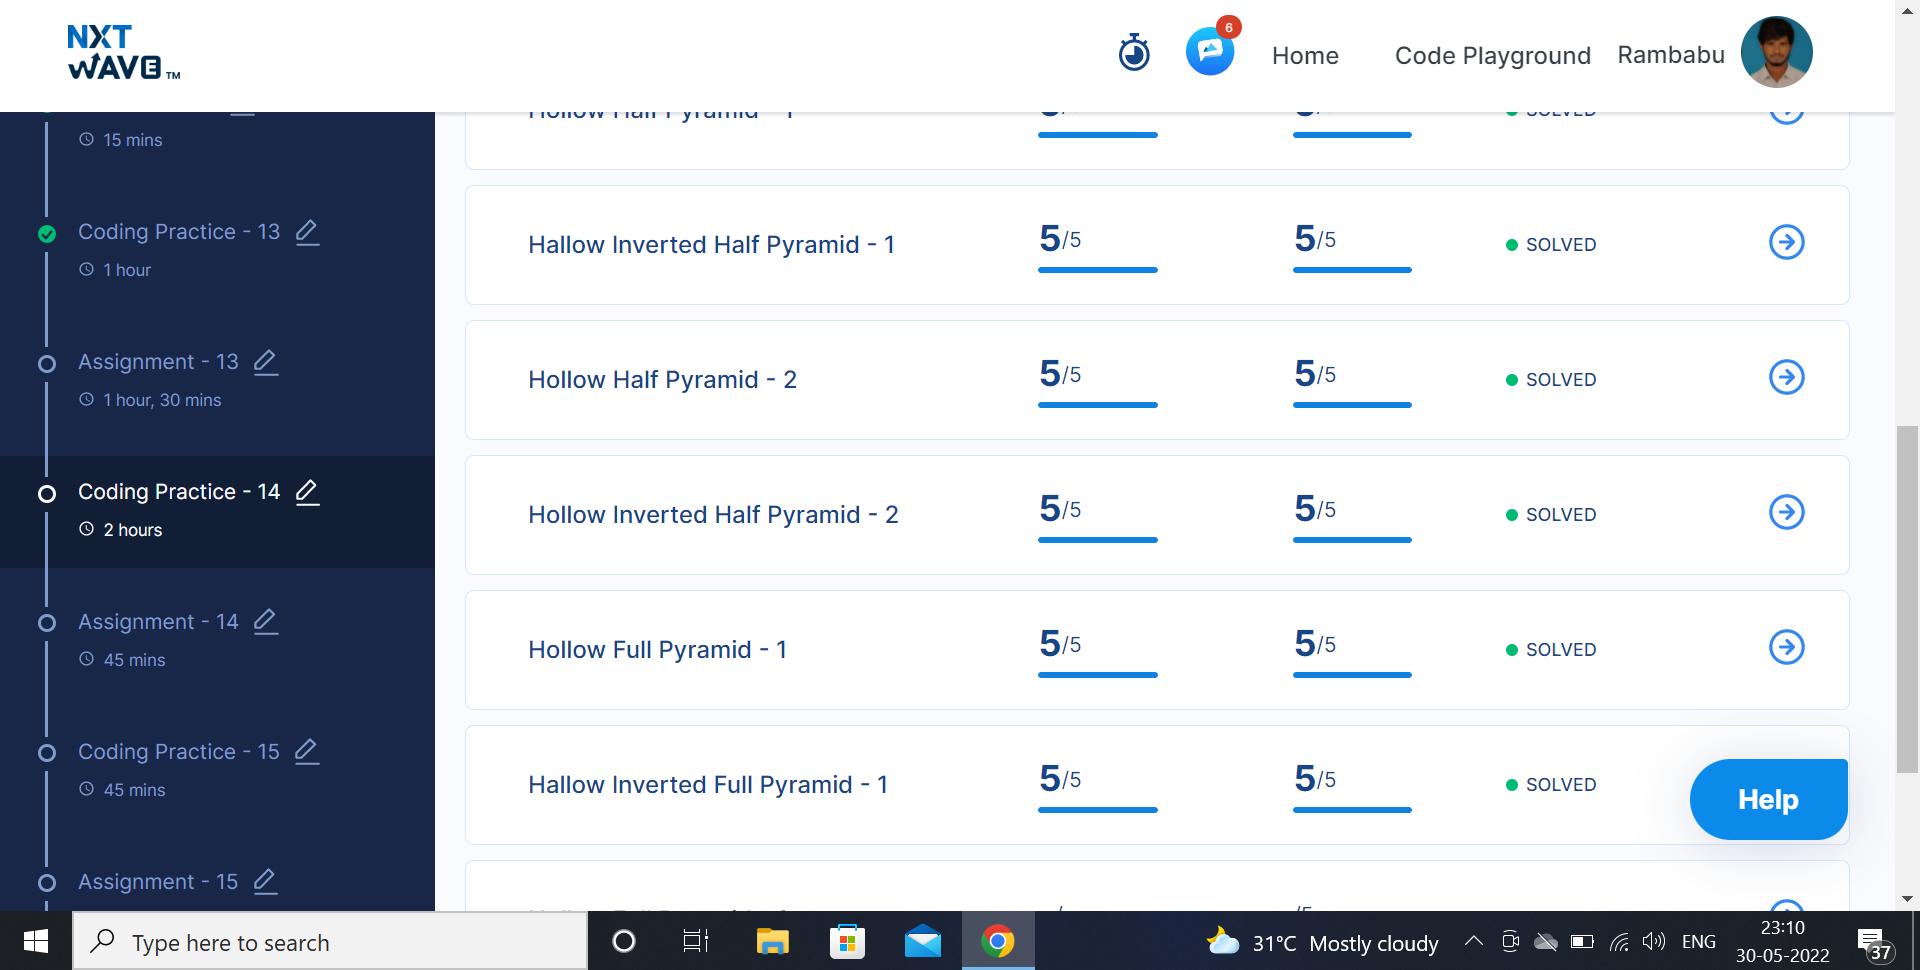 NXT
WAVE TM
6
Home
Code Playground
Rambabu
15 mins
Coding Practice - 13
1 hour
Assignment - 13
1 hour, 30 mins
Coding Practice - 14
2 hours
Assignment - 14
45 mins
Coding Practice - 15
45 mins
Assignment - 15
Hollow Half Pyramid - 1 SOLVED
Hallow Inverted Half Pyramid - 1 5/5 5/5 SOLVED
Hollow Half Pyramid - 2 5/5 5/5 SOLVED
Hollow Inverted Half Pyramid - 2 5/5 5/5 SOLVED
Hollow Full Pyramid - 1 5/5 5/5 SOLVED
Hallow Inverted Full Pyramid - 1 5/5 5/5 SOLVED
Help
Type here to search
31°C Mostly cloudy
ENG
23:10
30-05-2022
37